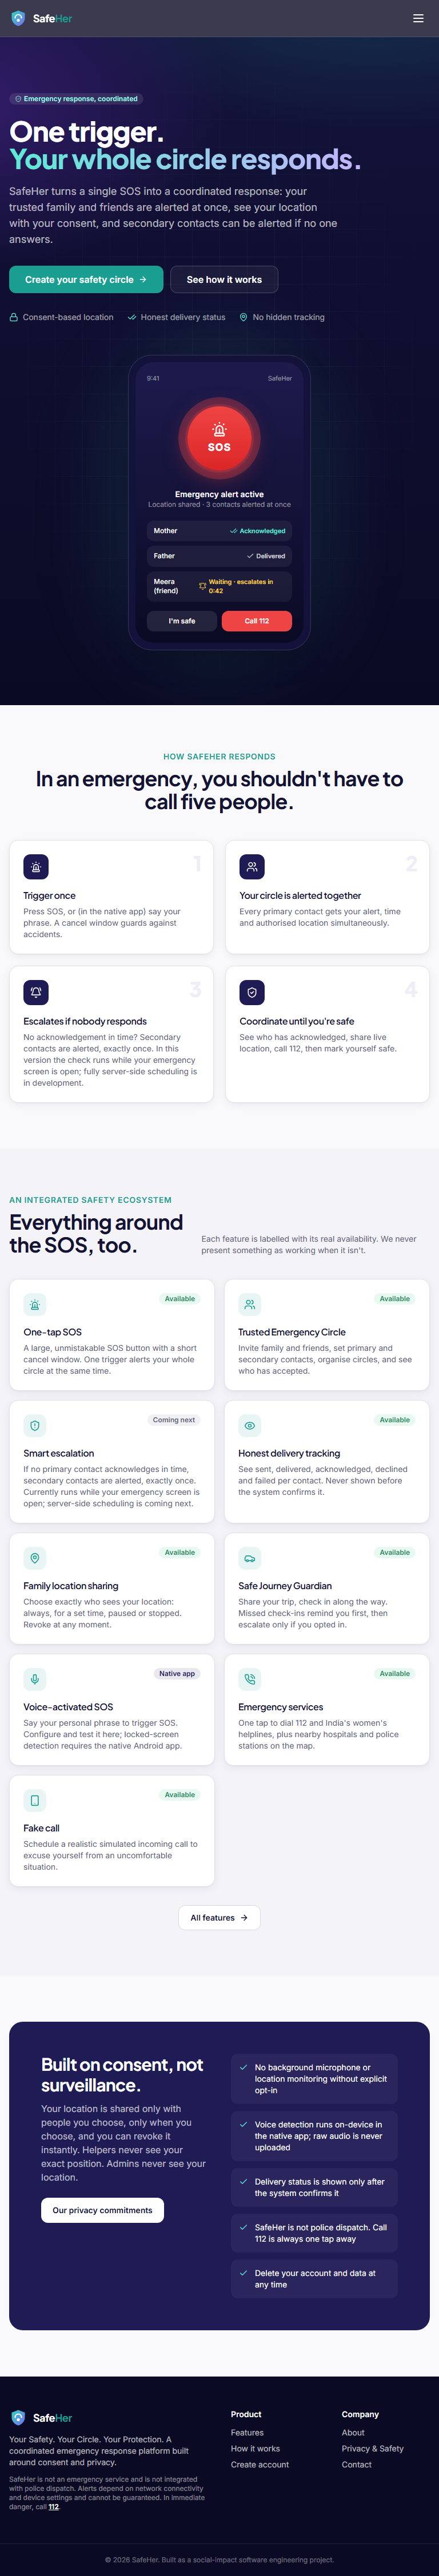 SafeHer
Emergency response, coordinated
One trigger.
Your whole circle responds.
SafeHer turns a single SOS into a coordinated response: your
trusted family and friends are alerted at once, see your location
with your consent, and secondary contacts can be alerted if no one
answers.
Create your safety circle
See how it works
Consent-based location
Honest delivery status
No hidden tracking
9:41
SafeHer
SOS
Emergency alert active
Location shared · 3 contacts alerted at once
Mother
Acknowledged
Father
Delivered
Meera
(friend)
Waiting · escalates in
0:42
I'm safe
Call 112
HOW SAFEHER RESPONDS
In an emergency, you shouldn't have to
call five people.
1
Trigger once
Press SOS, or (in the native app) say your
phrase. A cancel window guards against
accidents.
2
Your circle is alerted together
Every primary contact gets your alert, time
and authorised location simultaneously.
3
Escalates if nobody responds
No acknowledgement in time? Secondary
contacts are alerted, exactly once. In this
version the check runs while your emergency
screen is open; fully server-side scheduling is
in development.
4
Coordinate until you're safe
See who has acknowledged, share live
location, call 112, then mark yourself safe.
AN INTEGRATED SAFETY ECOSYSTEM
Everything around
the SOS, too.
Each feature is labelled with its real availability. We never
present something as working when it isn't.
Available
One-tap SOS
A large, unmistakable SOS button with a short
cancel window. One trigger alerts your whole
circle at the same time.
Available
Trusted Emergency Circle
Invite family and friends, set primary and
secondary contacts, organise circles, and see
who has accepted.
Coming next
Smart escalation
If no primary contact acknowledges in time,
secondary contacts are alerted, exactly once.
Currently runs while your emergency screen is
open; server-side scheduling is coming next.
Available
Honest delivery tracking
See sent, delivered, acknowledged, declined
and failed per contact. Never shown before
the system confirms it.
Available
Family location sharing
Choose exactly who sees your location:
always, for a set time, paused or stopped.
Revoke at any moment.
Available
Safe Journey Guardian
Share your trip, check in along the way.
Missed check-ins remind you first, then
escalate only if you opted in.
Native app
Voice-activated SOS
Say your personal phrase to trigger SOS.
Configure and test it here; locked-screen
detection requires the native Android app.
Available
Emergency services
One tap to dial 112 and India's women's
helplines, plus nearby hospitals and police
stations on the map.
Available
Fake call
Schedule a realistic simulated incoming call to
excuse yourself from an uncomfortable
situation.
All features
Built on consent, not
surveillance.
Your location is shared only with
people you choose, only when you
choose, and you can revoke it
instantly. Helpers never see your
exact position. Admins never see your
location.
Our privacy commitments
No background microphone or
location monitoring without explicit
opt-in
Voice detection runs on-device in
the native app; raw audio is never
uploaded
Delivery status is shown only after
the system confirms it
SafeHer is not police dispatch. Call
112 is always one tap away
Delete your account and data at
any time
SafeHer
Your Safety. Your Circle. Your Protection. A
coordinated emergency response platform built
around consent and privacy.
SafeHer is not an emergency service and is not integrated
with police dispatch. Alerts depend on network connectivity
and device settings and cannot be guaranteed. In immediate
danger, call 112.
Product
Features
How it works
Create account
Company
About
Privacy & Safety
Contact
© 2026 SafeHer. Built as a social-impact software engineering project.